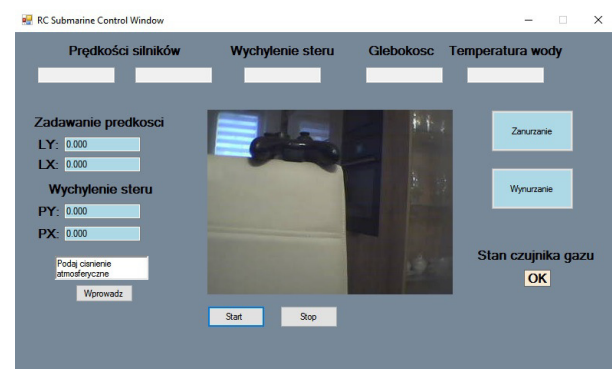 RC Submarine Control Window
Prędkości silników
Wychylenie steru
Glebokosc
Temperatura wody
Zadawanie predkosci
LY: 0.000
LX: 0.000
Wychylenie steru
PY: 0.000
PX: 0.000
Podaj cisnienie
atmosferyczne
Wprowadz
Start
Stop
Zanurzanie
Wynurzanie
Stan czujnika gazu
OK